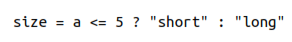 size = a <= 5 ? "short" : "long"